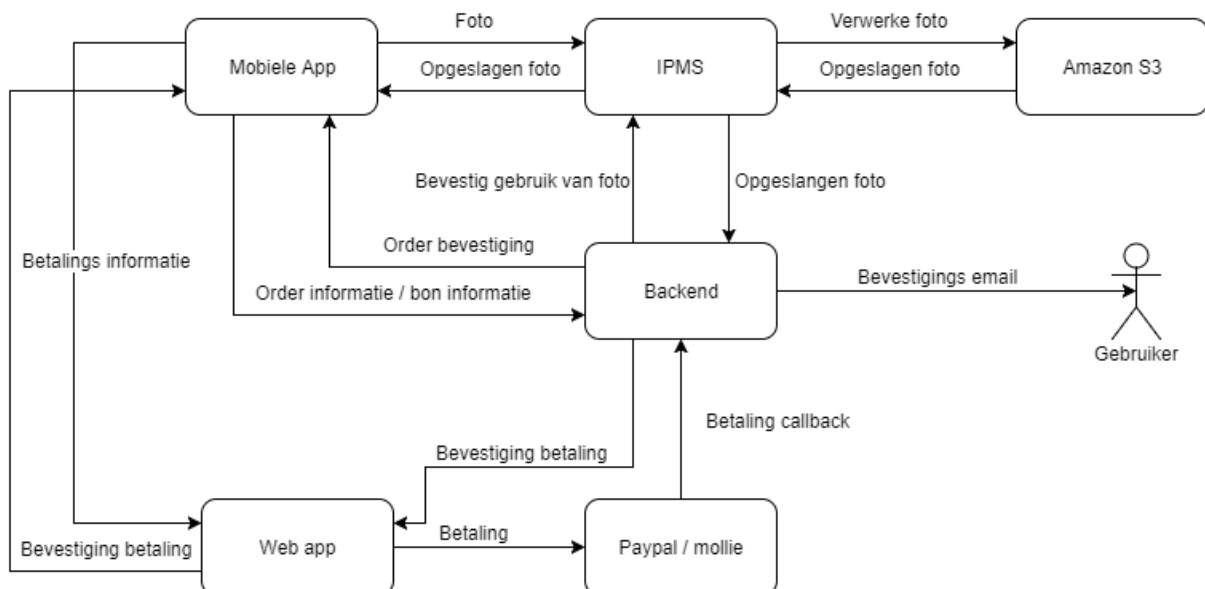 Foto
Verwerke foto
Mobiele App
IPMS
Amazon S3
Opgeslagen foto
Opgeslagen foto
Bevestig gebruik van foto
Opgeslangen foto
Order bevestiging
Betalings informatie
Bevestigings email
Order informatie / bon informatie
Backend
Gebruiker
Betaling callback
Bevestiging betaling
Betaling
Bevestiging betaling
Web app
Paypal / mollie